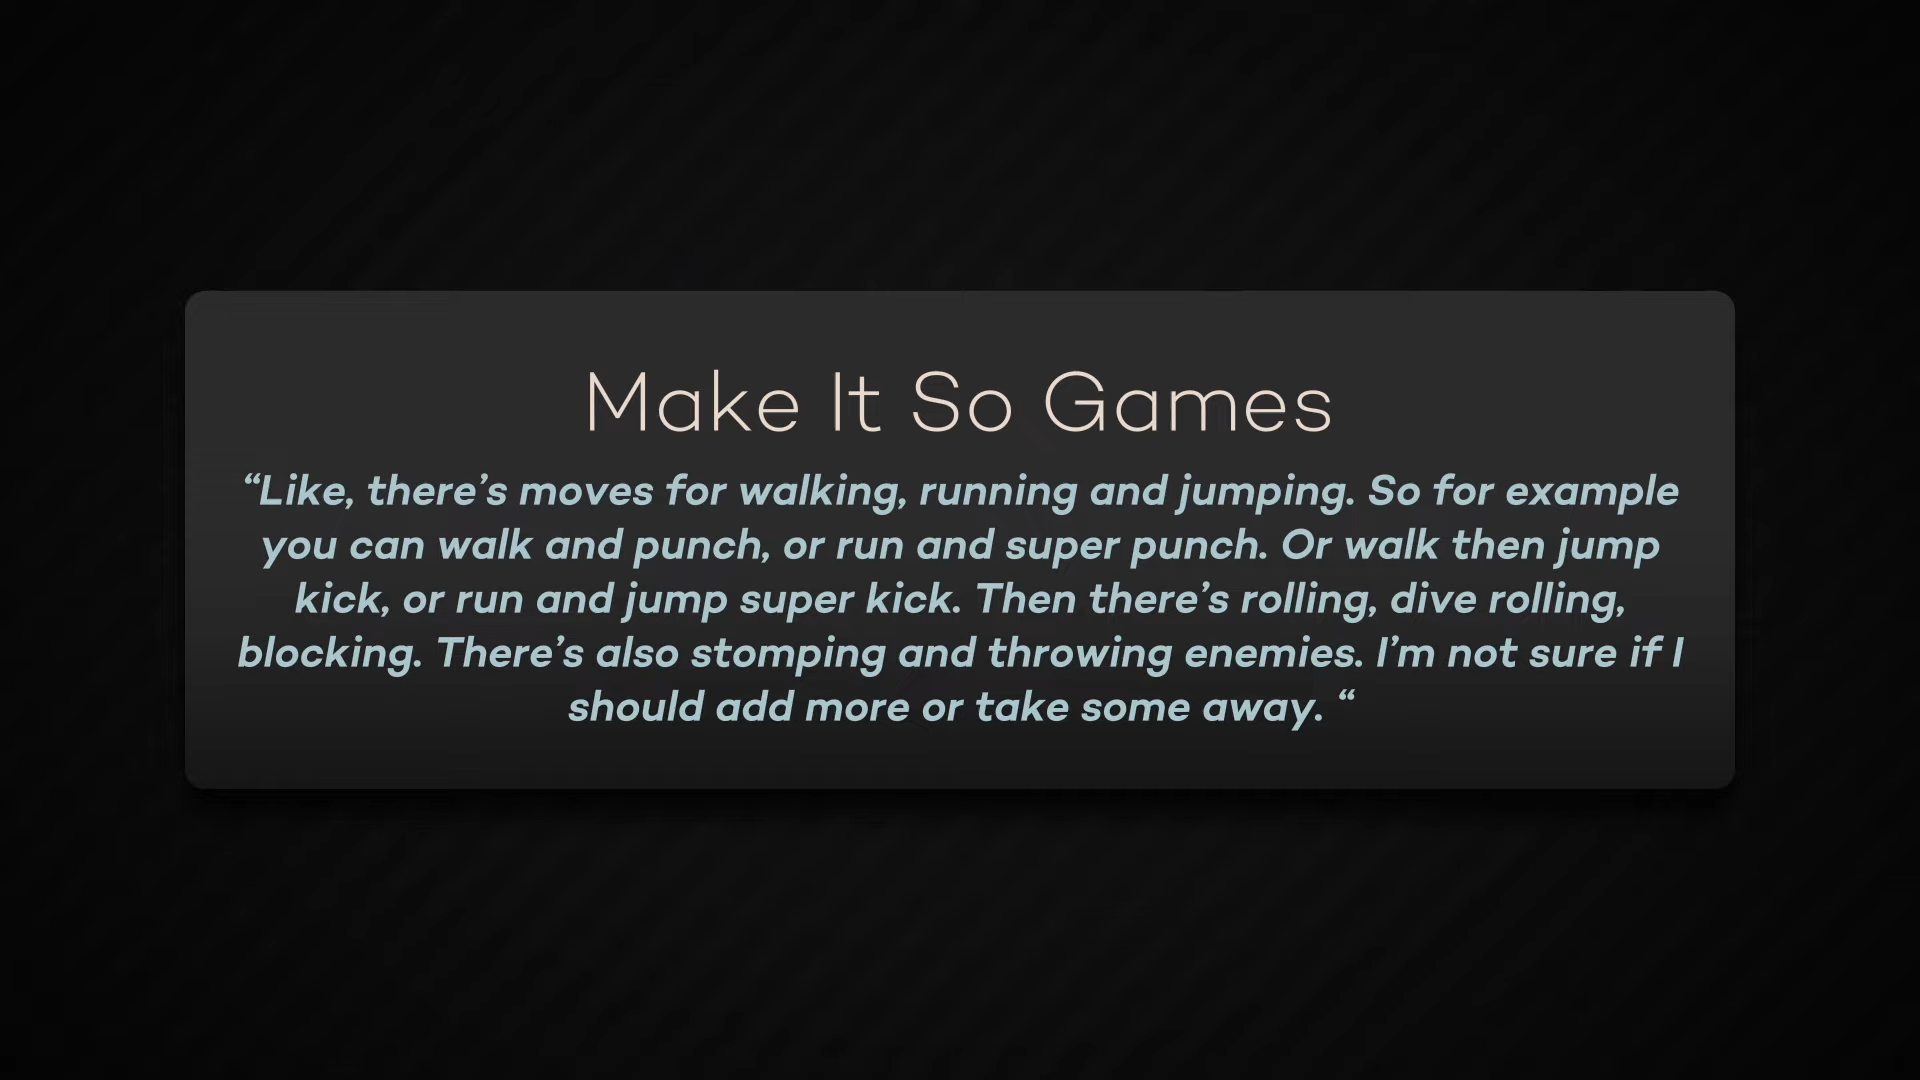 Make It So Games
“Like, there’s moves for walking, running and jumping. So for example
you can walk and punch, or run and super punch. Or walk then jump
kick, or run and jump super kick. Then there’s rolling, dive rolling,
blocking. There’s also stomping and throwing enemies. I’m not sure if I
should add more or take some away. “